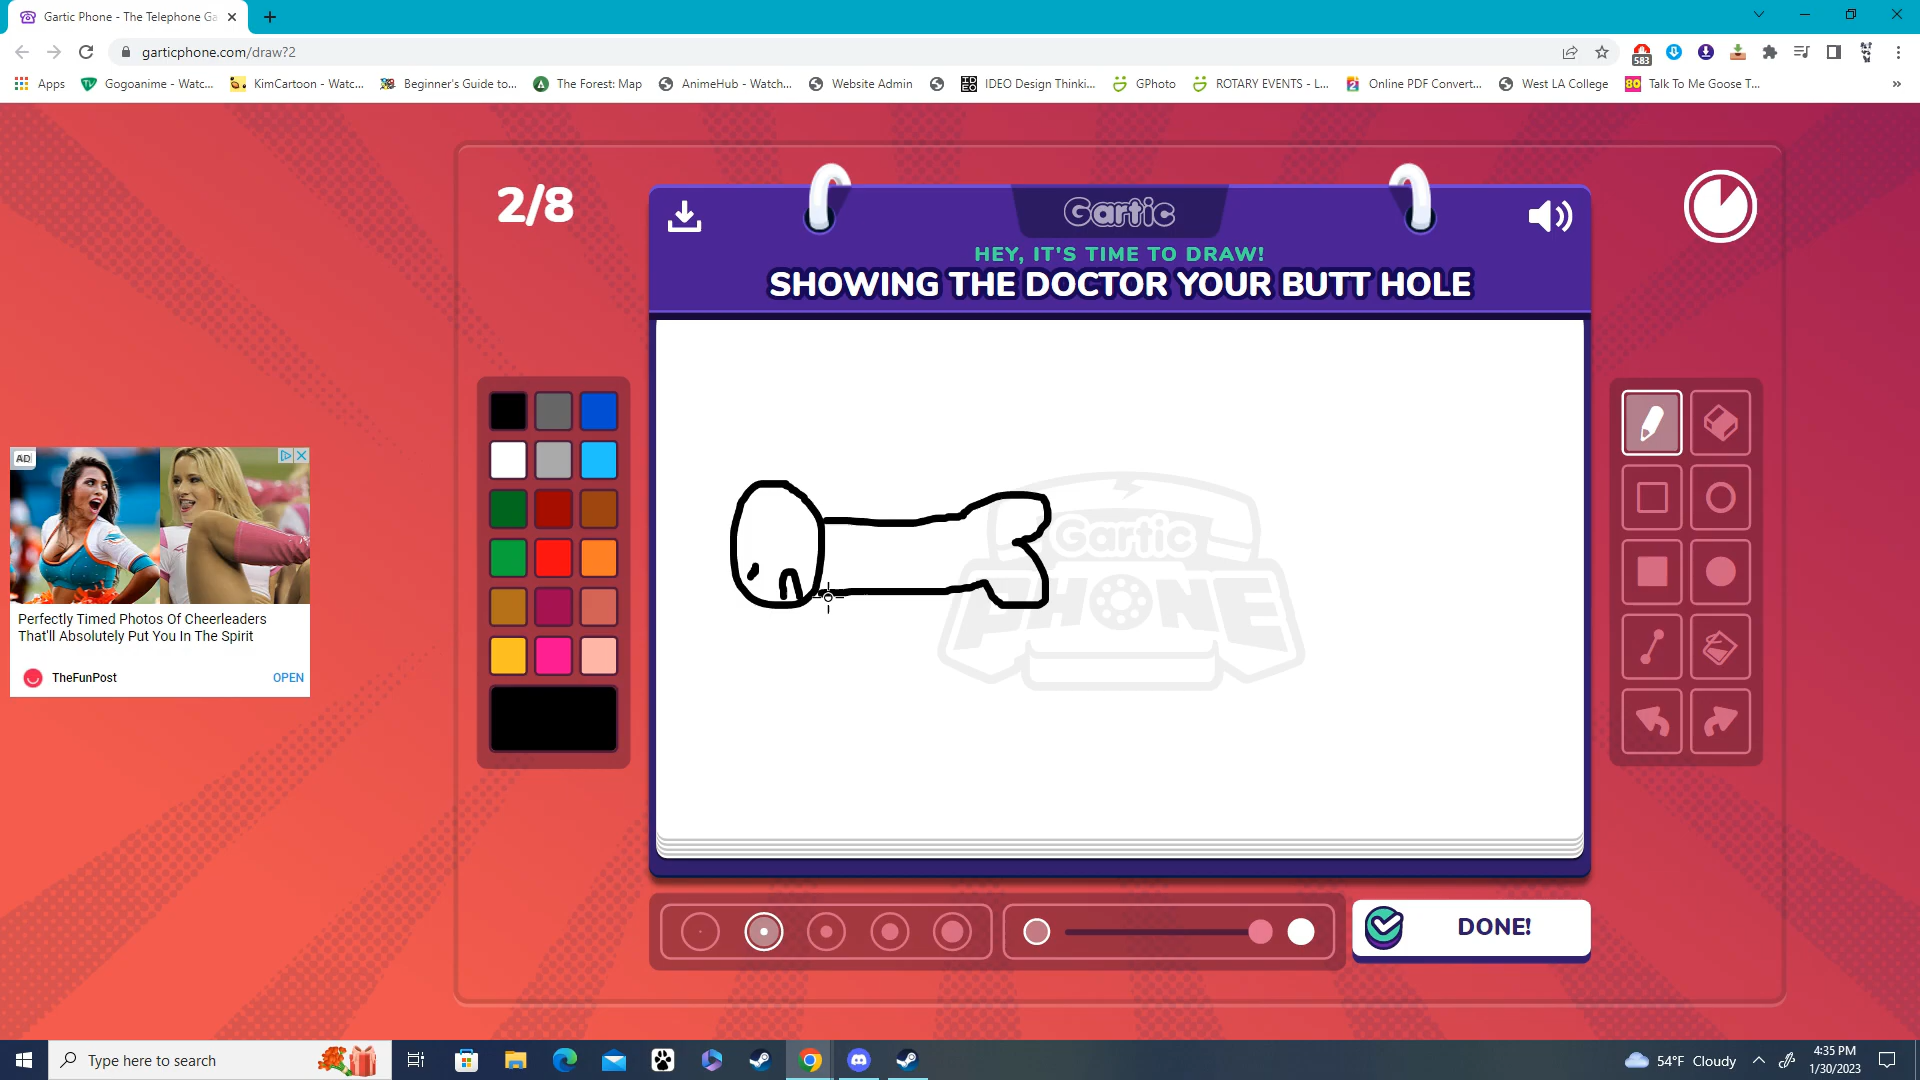 Gartic Phone - The Telephone Ga
garticphone.com/draw?2
583
Apps
Gogoanime - Watc...
KimCartoon - Watc...
Beginner's Guide to...
The Forest: Map
AnimeHub - Watch...
Website Admin
IDEO
IDEO Design Thinki...
GPhoto
ROTARY EVENTS - L...
Online PDF Convert...
West LA College
80
Talk To Me Goose T...
»
2/8
Gartic
HEY, IT'S TIME TO DRAW!
SHOWING THE DOCTOR YOUR BUTT HOLE
AD
Perfectly Timed Photos Of Cheerleaders
That'll Absolutely Put You In The Spirit
TheFunPost
OPEN
Gartic
PHONE
DONE!
Type here to search
54°F Cloudy
4:35 PM
1/30/2023